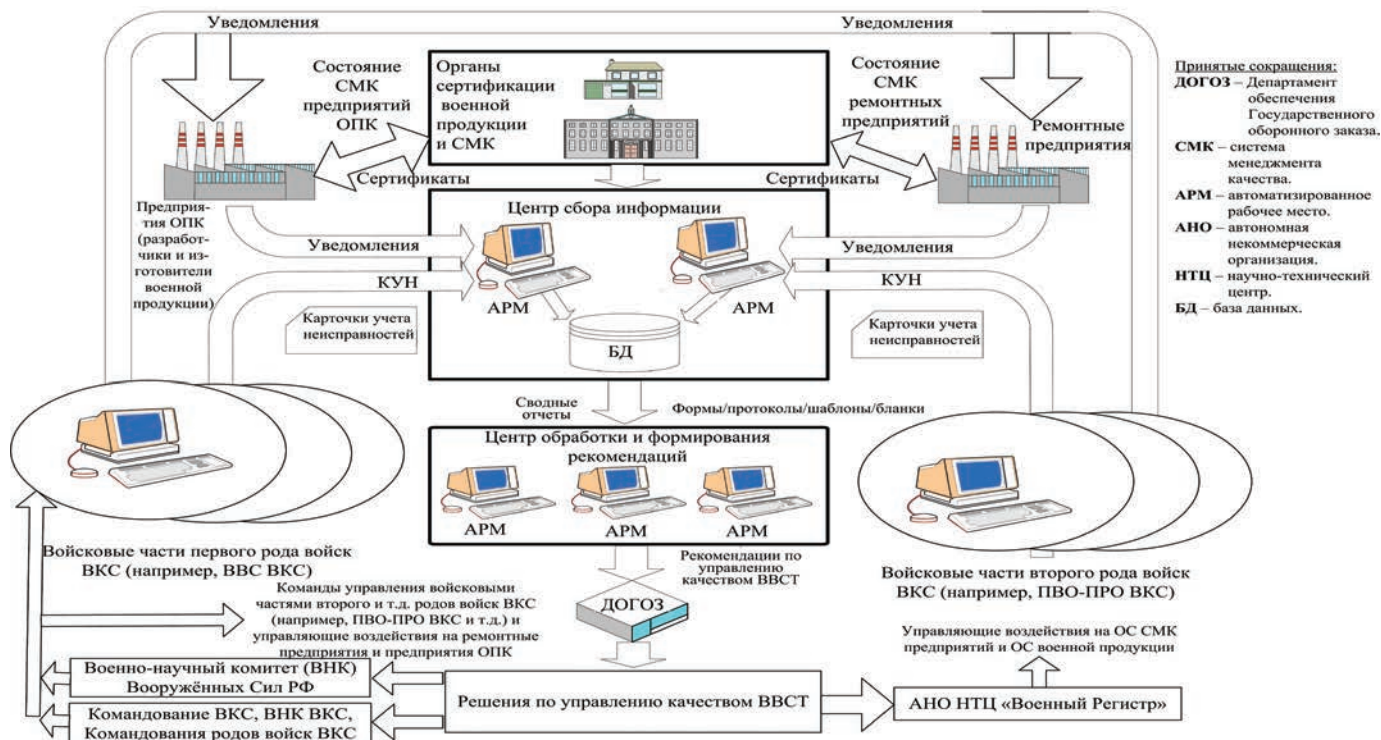 Уведомления
Уведомления
Состояние
СМК
предприятий
ОПК
Органы
сертификации
военной
продукции
и СМК
Состояние
СМК
ремонтных
предприятий
Ремонтные
предприятия
Сертификаты
Сертификаты
Принятые сокращения:
ДОГОЗ – Департамент
обеспечения
Государственного
оборонного заказа.
СМК – система
менеджмента
качества.
АРМ – автоматизированное
рабочее место.
АНО – автономная
некоммерческая
организация.
НТЦ – научно-технический
центр.
БД – база данных.
Предприя-
тия ОПК
(разработ-
чики и из-
готовители
военной
продукции)
Центр сбора информации
Уведомления
Уведомления
КУН
КУН
АРМ
АРМ
Карточки учета
неисправностей
Карточки учета
неисправностей
БД
Сводные
отчеты
Формы/протоколы/шаблоны/бланки
Центр обработки и формирования
рекомендаций
АРМ
АРМ
АРМ
Войсковые части первого рода войск
ВКС (например, ВВС ВКС)
Рекомендации по
управлению
качеством ВВСТ
Войсковые части второго рода войск
ВКС (например, ПВО-ПРО ВКС)
Команды управления войсковыми
частями второго и т.д. родов войск ВКС
(например, ПВО-ПРО ВКС и т.д.) и
управляющие воздействия на ремонтные
предприятия и предприятия ОПК
ДОГОЗ
Управляющие воздействия на ОС СМК
предприятий и ОС военной продукции
Военно-научный комитет (ВНК)
Вооружённых Сил РФ
Командование ВКС, ВНК ВКС,
Командования родов войск ВКС
Решения по управлению качеством ВВСТ
АНО НТЦ «Военный Регистр»